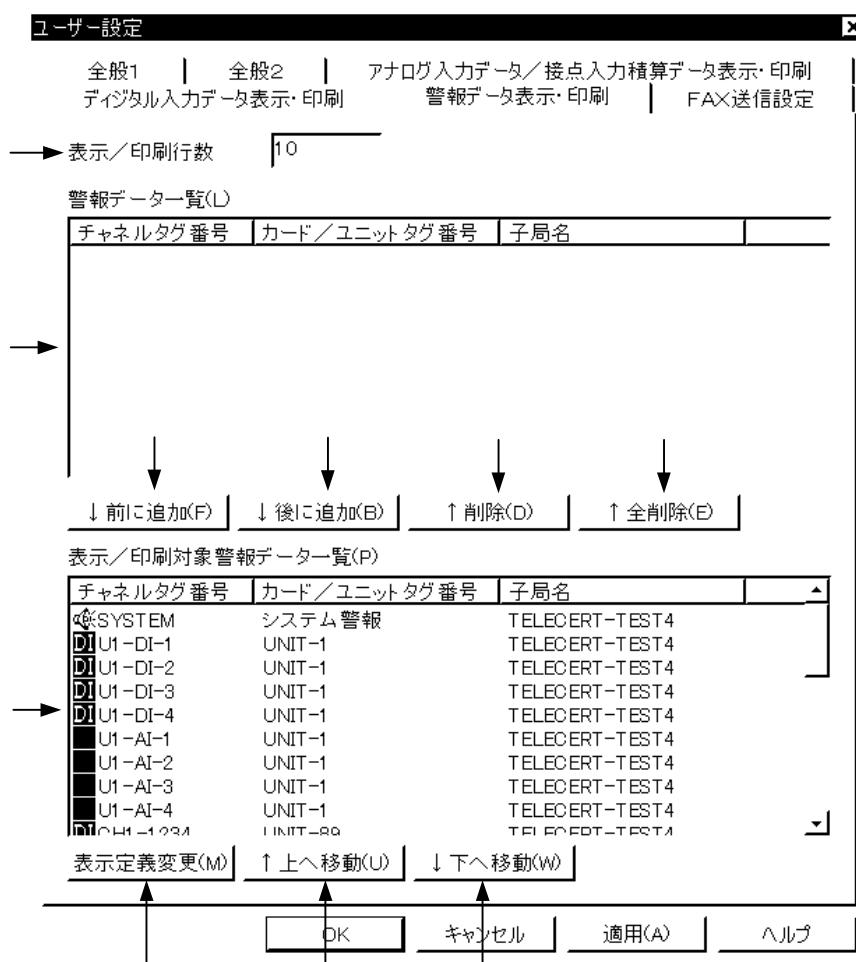 ユーザー設定
全般1 全般2 アナログ入力データ／接点入力積算データ表示・印刷
ディジタル入力データ表示・印刷 警報データ表示・印刷 FAX送信設定
表示／印刷行数 10
警報データ一覧(L)
チャネルタグ番号 カード／ユニットタグ番号 子局名
↓前に追加(F) ↓後に追加(B) ↑削除(D) ↑全削除(E)
表示／印刷対象警報データ一覧(P)
チャネルタグ番号 カード／ユニットタグ番号 子局名
SYSTEM システム警報 TELECERT-TEST4
DI U1-DI-1 UNIT-1 TELECERT-TEST4
DI U1-DI-2 UNIT-1 TELECERT-TEST4
DI U1-DI-3 UNIT-1 TELECERT-TEST4
DI U1-DI-4 UNIT-1 TELECERT-TEST4
U1-AI-1 UNIT-1 TELECERT-TEST4
U1-AI-2 UNIT-1 TELECERT-TEST4
U1-AI-3 UNIT-1 TELECERT-TEST4
U1-AI-4 UNIT-1 TELECERT-TEST4
DI CH1-1234 UNIT-89 TELECERT-TEST4
表示定義変更(M) ↑上へ移動(U) ↓下へ移動(W)
OK キャンセル 適用(A) ヘルプ